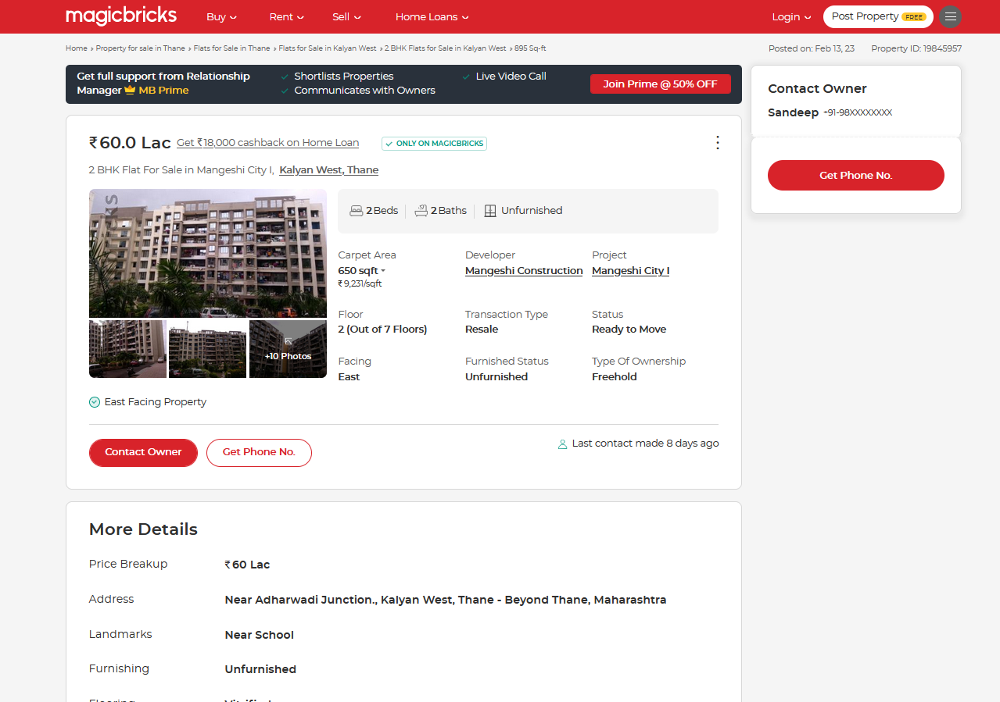 magicbricks
Buy
Rent
Sell
Home Loans
Login
Post Property FREE
Home › Property for sale in Thane › Flats for Sale in Thane › Flats for Sale in Kalyan West › 2 BHK Flats for Sale in Kalyan West › 895 Sq-ft
Posted on: Feb 13, 23
Property ID: 19845957
Get full support from Relationship
Manager MB Prime
Shortlists Properties
Communicates with Owners
Live Video Call
Join Prime @ 50% OFF
Contact Owner
Sandeep +91-98XXXXXXXX
Get Phone No.
₹60.0 Lac
Get ₹18,000 cashback on Home Loan
ONLY ON MAGICBRICKS
2 BHK Flat For Sale in Mangeshi City I, Kalyan West, Thane
+10 Photos
2 Beds
2 Baths
Unfurnished
Carpet Area
650 sqft
₹9,231/sqft
Developer
Mangeshi Construction
Project
Mangeshi City I
Floor
2 (Out of 7 Floors)
Transaction Type
Resale
Status
Ready to Move
Facing
East
Furnished Status
Unfurnished
Type Of Ownership
Freehold
East Facing Property
Contact Owner
Get Phone No.
Last contact made 8 days ago
More Details
Price Breakup
₹60 Lac
Address
Near Adharwadi Junction., Kalyan West, Thane - Beyond Thane, Maharashtra
Landmarks
Near School
Furnishing
Unfurnished